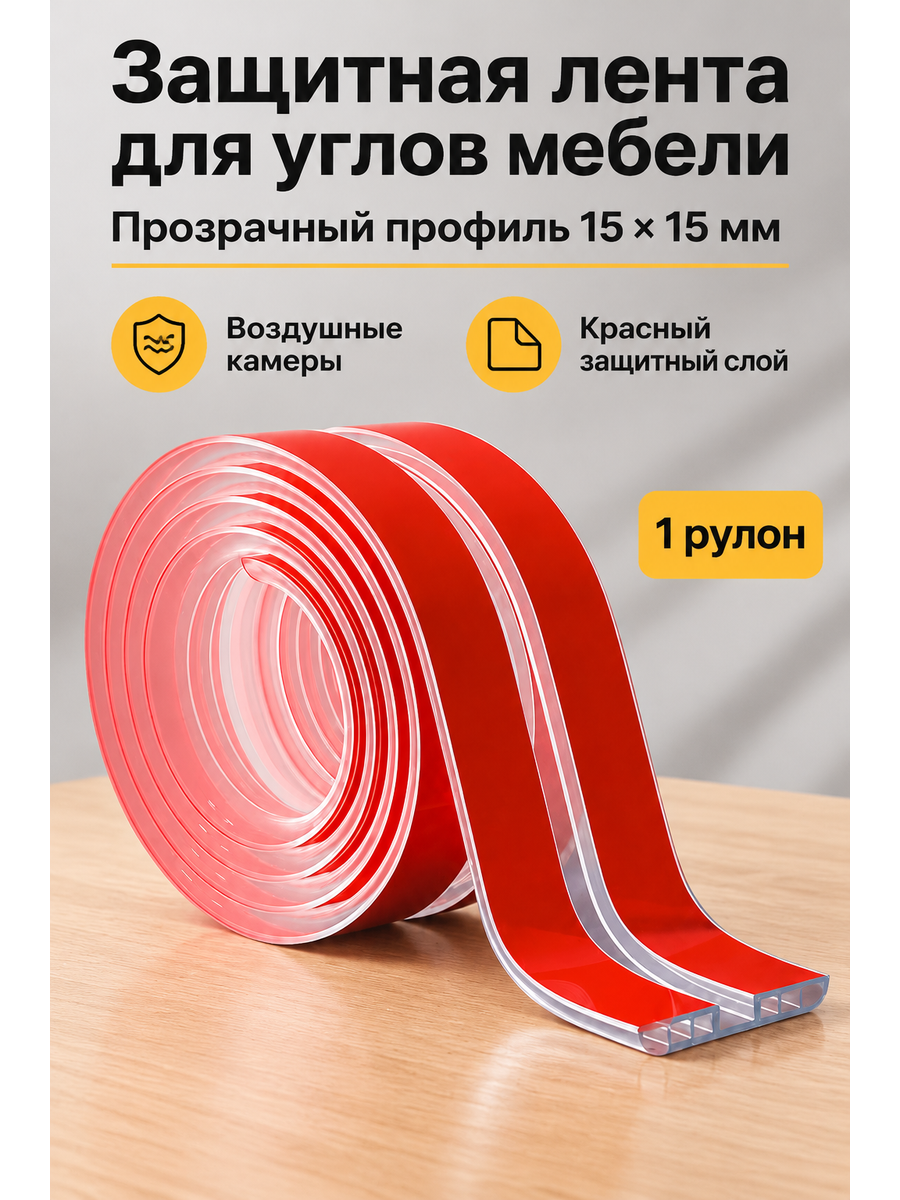 Защитная лента
для углов мебели
Прозрачный профиль 15 × 15 мм
Воздушные
камеры
Красный
защитный слой
1 рулон